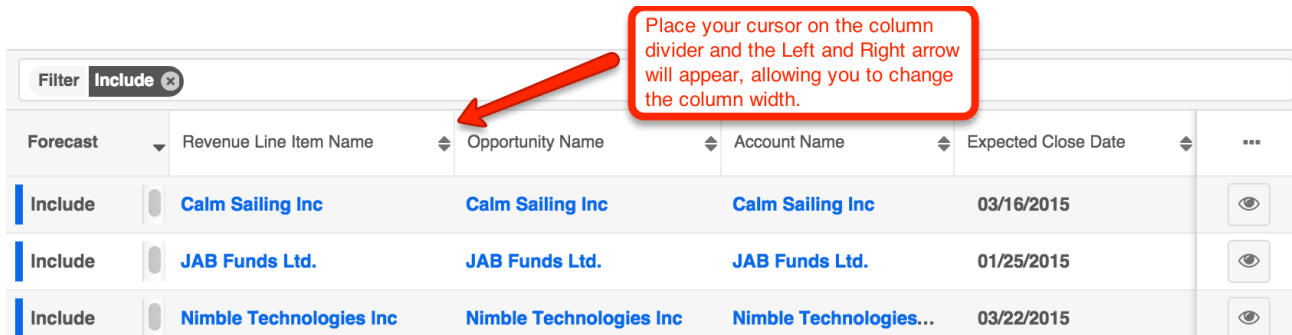 Place your cursor on the column
divider and the Left and Right arrow
will appear, allowing you to change
the column width.
Filter Include
Forecast Revenue Line Item Name Opportunity Name Account Name Expected Close Date ...
Include Calm Sailing Inc Calm Sailing Inc Calm Sailing Inc 03/16/2015
Include JAB Funds Ltd. JAB Funds Ltd. JAB Funds Ltd. 01/25/2015
Include Nimble Technologies Inc Nimble Technologies Inc Nimble Technologies... 03/22/2015